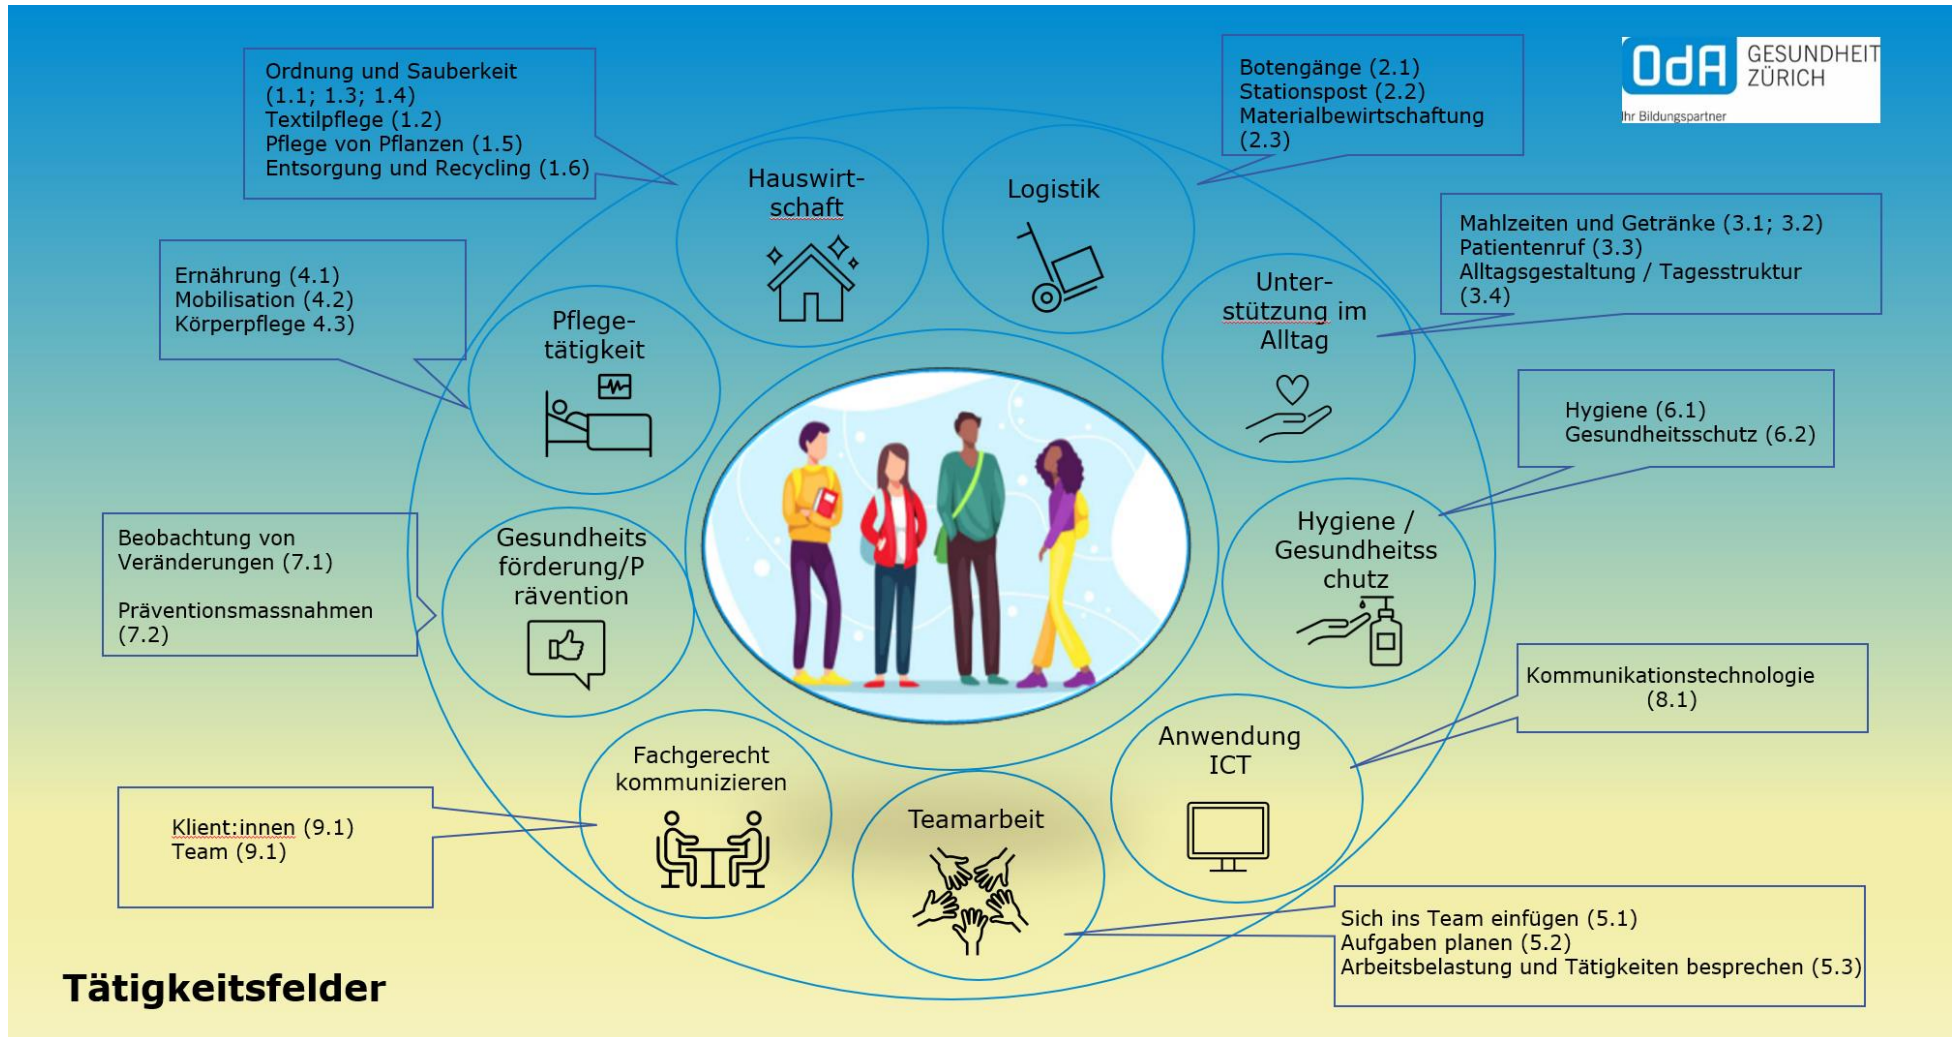 Ordnung und Sauberkeit
(1.1; 1.3; 1.4)
Textilpflege (1.2)
Pflege von Pflanzen (1.5)
Entsorgung und Recycling (1.6)
Botengänge (2.1)
Stationspost (2.2)
Materialbewirtschaftung
(2.3)
OdA GESUNDHEIT
ZÜRICH
Ihr Bildungspartner
Hauswirt-
schaft
Logistik
Mahlzeiten und Getränke (3.1; 3.2)
Patientenruf (3.3)
Alltagsgestaltung / Tagesstruktur
(3.4)
Ernährung (4.1)
Mobilisation (4.2)
Körperpflege 4.3)
Pflege-
tätigkeit
Unter-
stützung im
Alltag
Hygiene (6.1)
Gesundheitsschutz (6.2)
Beobachtung von
Veränderungen (7.1)
Präventionsmassnahmen
(7.2)
Gesundheits
förderung/P
rävention
Hygiene /
Gesundheitss
chutz
Kommunikationstechnologie
(8.1)
Fachgerecht
kommunizieren
Anwendung
ICT
Klient:innen (9.1)
Team (9.1)
Teamarbeit
Sich ins Team einfügen (5.1)
Aufgaben planen (5.2)
Arbeitsbelastung und Tätigkeiten besprechen (5.3)
Tätigkeitsfelder